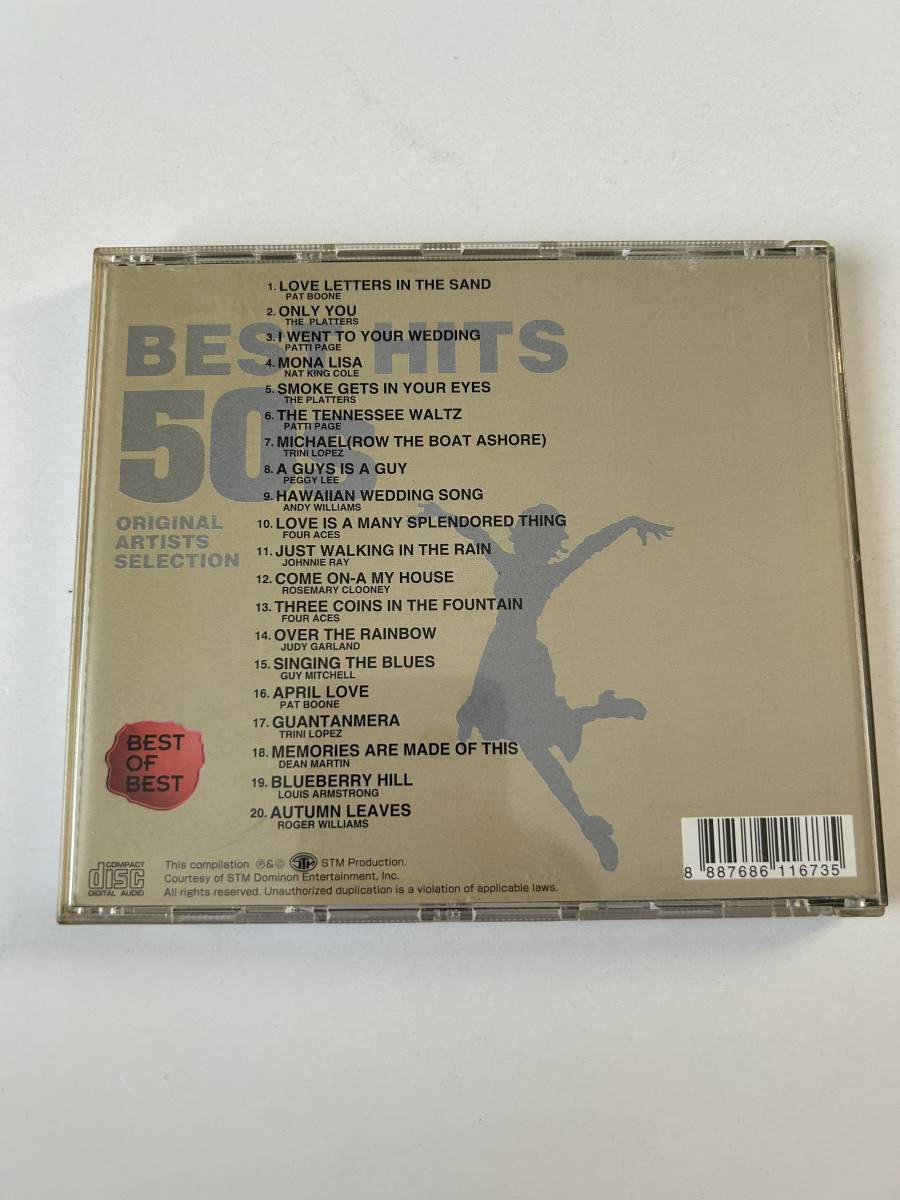 BEST HITS
50s
ORIGINAL
ARTISTS
SELECTION
1. LOVE LETTERS IN THE SAND
PAT BOONE
2. ONLY YOU
THE PLATTERS
3. I WENT TO YOUR WEDDING
PATTI PAGE
4. MONA LISA
NAT KING COLE
5. SMOKE GETS IN YOUR EYES
THE PLATTERS
6. THE TENNESSEE WALTZ
PATTI PAGE
7. MICHAEL(ROW THE BOAT ASHORE)
TRINI LOPEZ
8. A GUYS IS A GUY
PEGGY LEE
9. HAWAIIAN WEDDING SONG
ANDY WILLIAMS
10. LOVE IS A MANY SPLENDORED THING
FOUR ACES
11. JUST WALKING IN THE RAIN
JOHNNIE RAY
12. COME ON-A MY HOUSE
ROSEMARY CLOONEY
13. THREE COINS IN THE FOUNTAIN
FOUR ACES
14. OVER THE RAINBOW
JUDY GARLAND
15. SINGING THE BLUES
GUY MITCHELL
16. APRIL LOVE
PAT BOONE
17. GUANTANMERA
TRINI LOPEZ
18. MEMORIES ARE MADE OF THIS
DEAN MARTIN
19. BLUEBERRY HILL
LOUIS ARMSTRONG
20. AUTUMN LEAVES
ROGER WILLIAMS
BEST
OF
BEST
COMPACT
disc
DIGITAL AUDIO
This compilation ℗&© STM STM Production.
Courtesy of STM Dominon Entertainment, Inc.
All rights reserved. Unauthorized duplication is a violation of applicable laws.
8 887686 116735